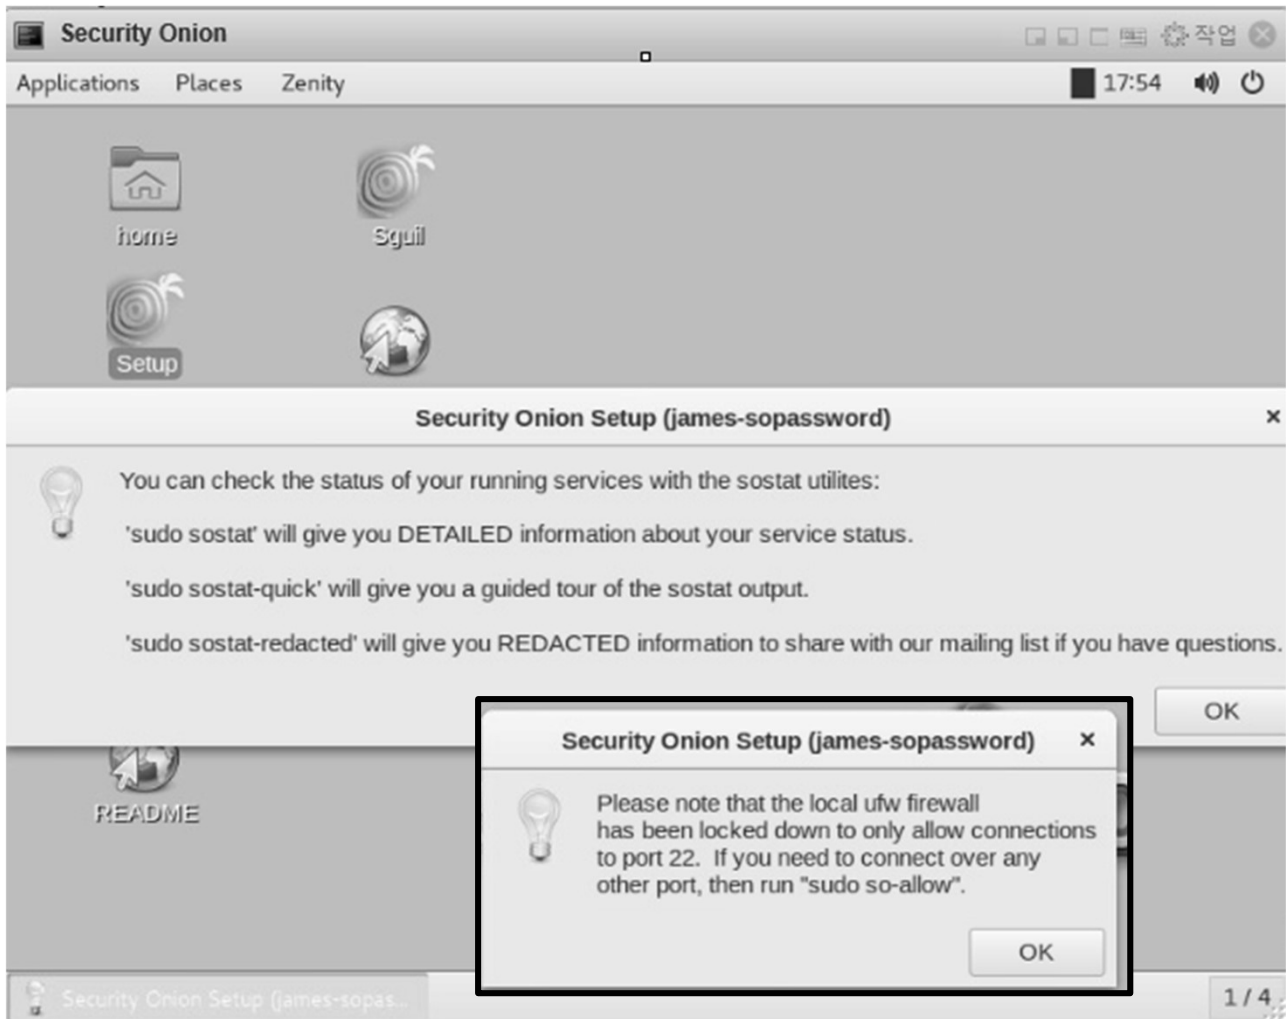 Security Onion
작업
Applications Places Zenity
17:54
home
Sguil
Setup
Security Onion Setup (james-sopassword)
You can check the status of your running services with the sostat utilites:
'sudo sostat' will give you DETAILED information about your service status.
'sudo sostat-quick' will give you a guided tour of the sostat output.
'sudo sostat-redacted' will give you REDACTED information to share with our mailing list if you have questions.
OK
README
Security Onion Setup (james-sopassword)
Please note that the local ufw firewall
has been locked down to only allow connections
to port 22. If you need to connect over any
other port, then run "sudo so-allow".
OK
Security Onion Setup (james-sopas...
1 / 4